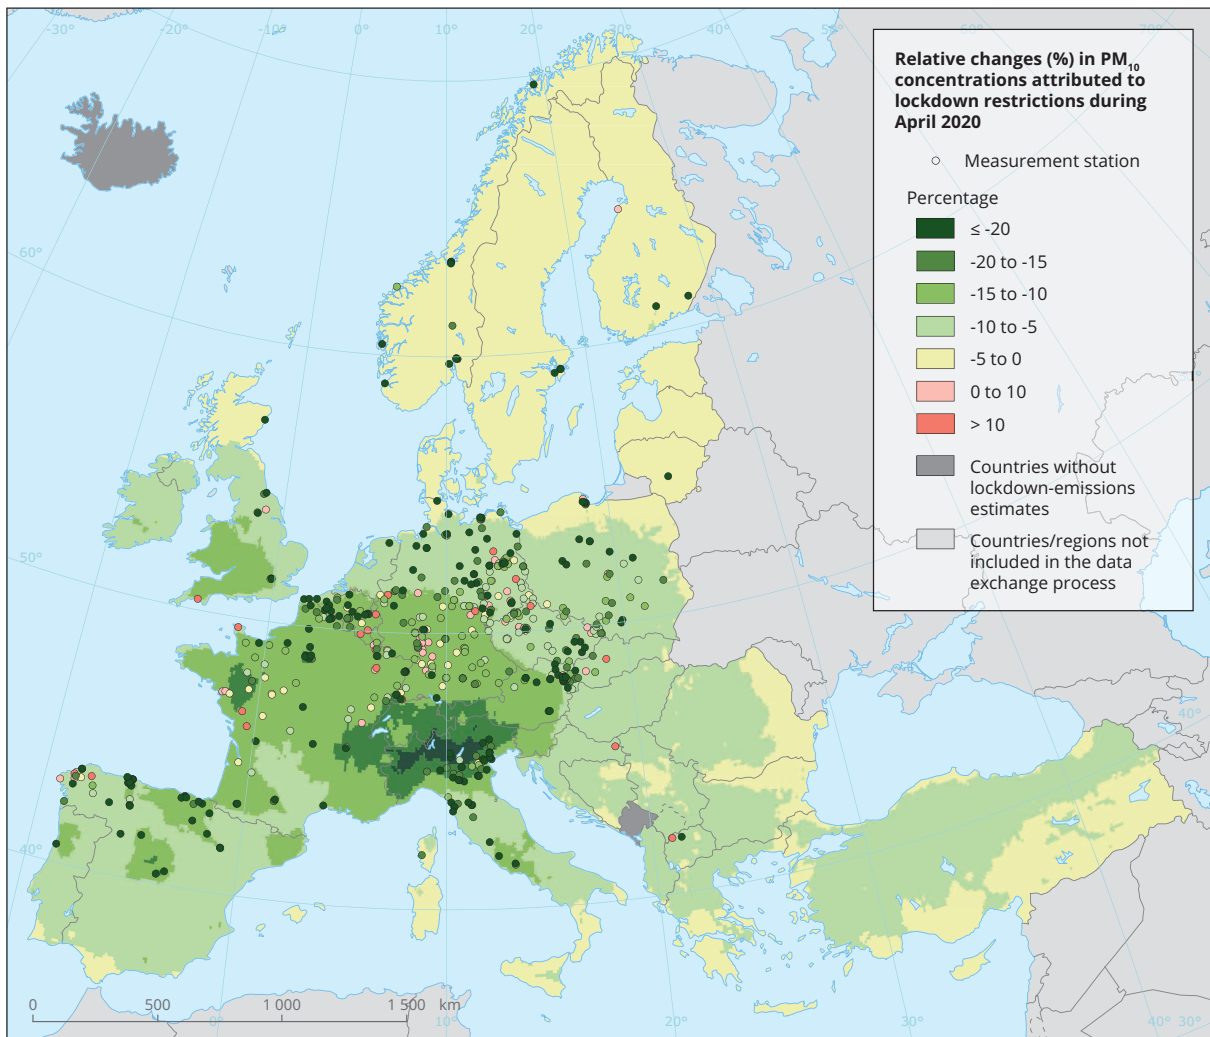 -30°
-20°
-10°
0°
10°
20°
30°
40°
50°
60°
70°
Relative changes (%) in PM₁₀
concentrations attributed to
lockdown restrictions during
April 2020
Measurement station
Percentage
≤ -20
-20 to -15
-15 to -10
-10 to -5
-5 to 0
0 to 10
> 10
Countries without
lockdown-emissions
estimates
Countries/regions not
included in the data
exchange process
60°
50°
50°
40°
40°
0
500
1 000
1 500
km
0°
10°
20°
30°
40°
30°